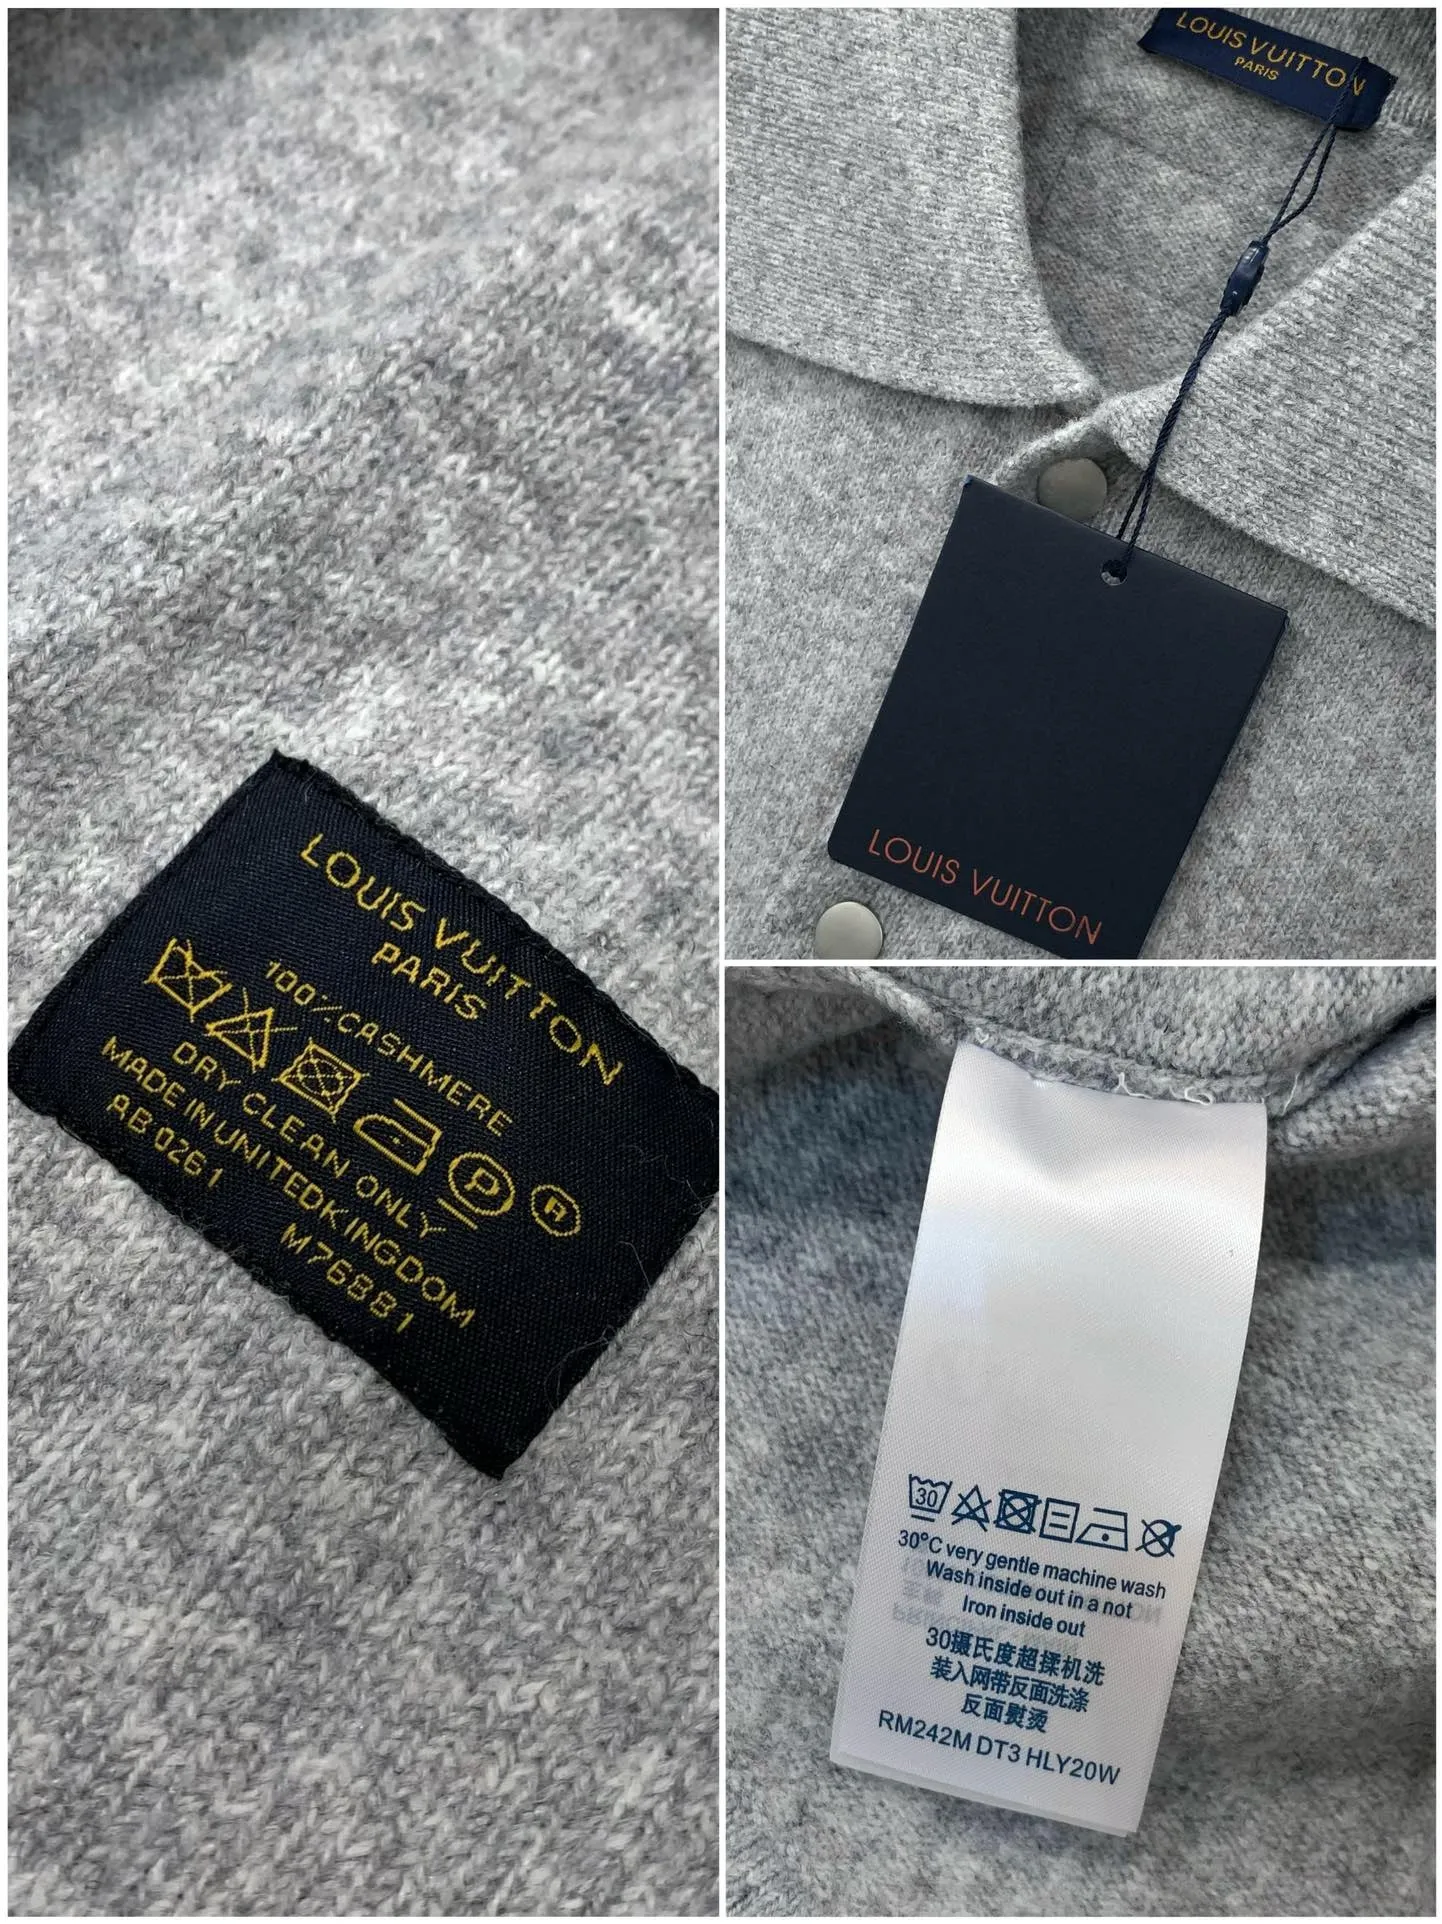 LOUIS VUITTON
PARIS
100% CASHMERE
P
R
DRY CLEAN ONLY
MADE IN UNITEDKINGDOM
AB 0261
M76881
LOUIS VUITTON
PARIS
LOUIS VUITTON
30
30°C very gentle machine wash
Wash inside out in a not
Iron inside out
30摄氏度超揉机洗
装入网带反面洗涤
反面熨烫
RM242M DT3 HLY20W